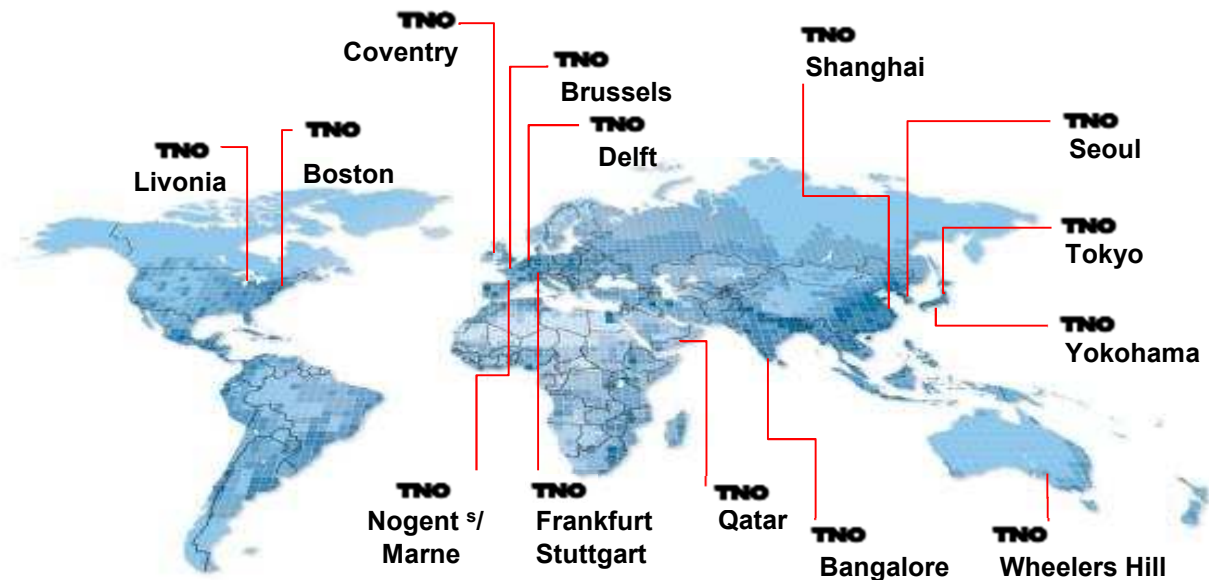 TNO
Coventry
TNO
Brussels
TNO
Shanghai
TNO
Livonia
TNO
Boston
TNO
Delft
TNO
Seoul
TNO
Tokyo
TNO
Yokohama
TNO
Nogent s/
Marne
TNO
Frankfurt
Stuttgart
TNO
Qatar
TNO
Bangalore
TNO
Wheelers Hill